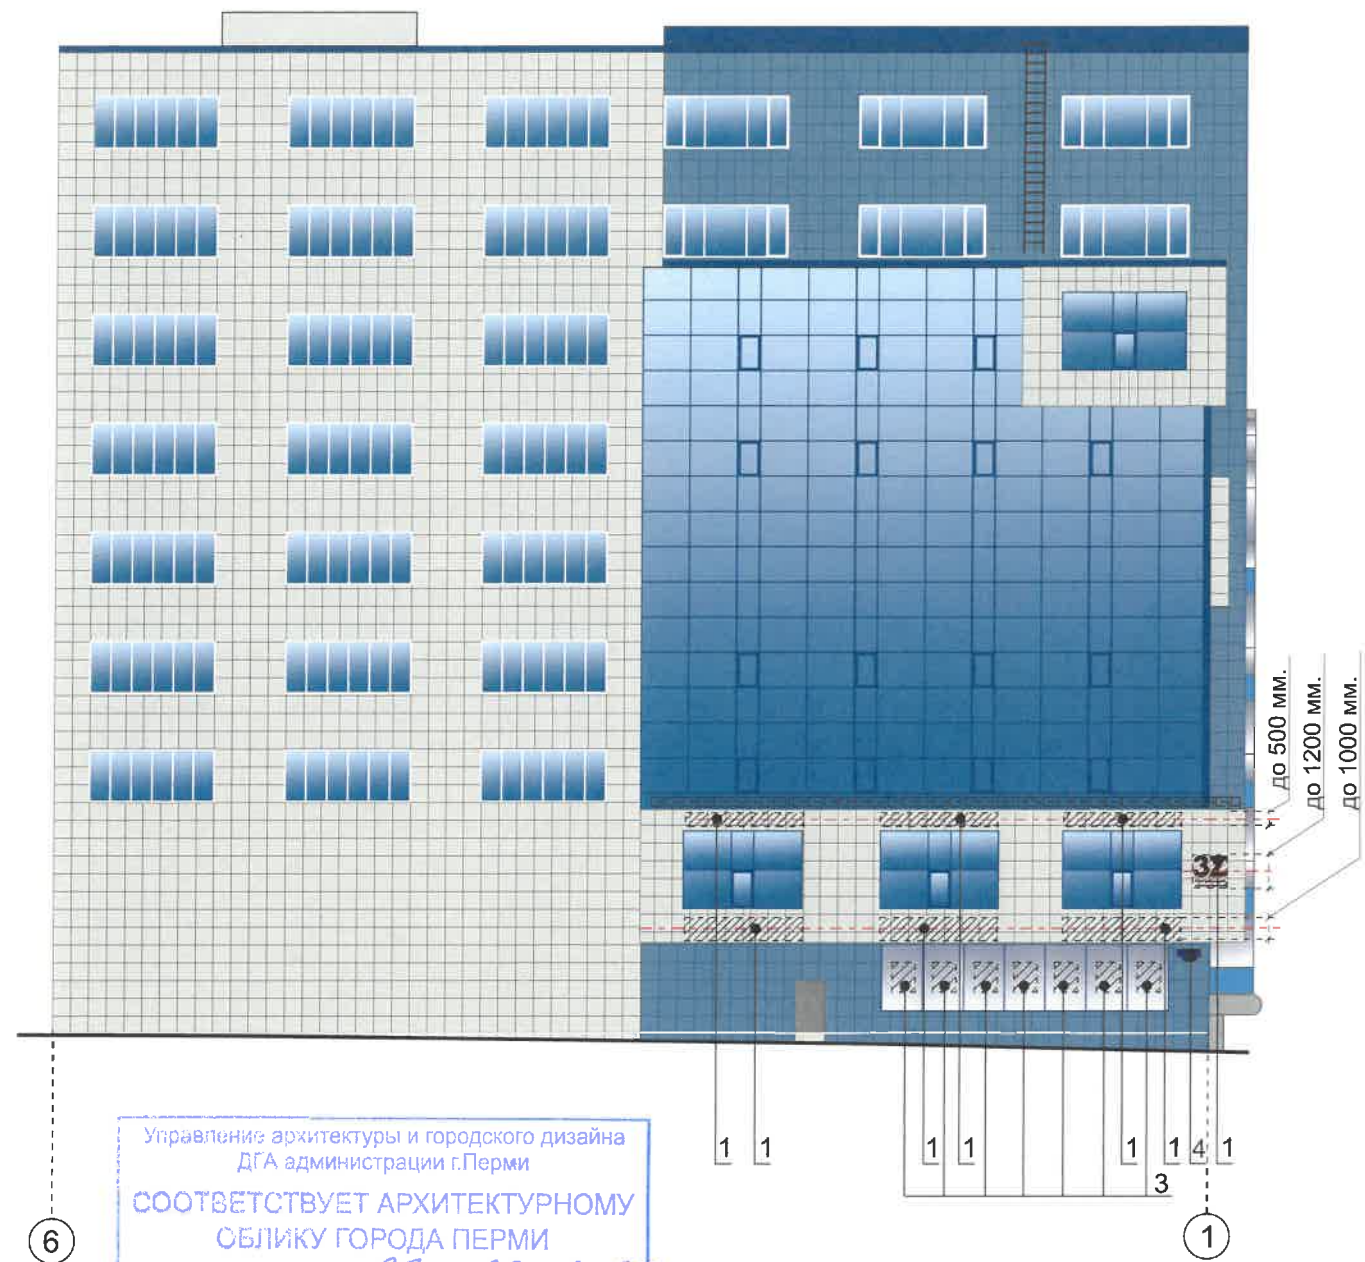 до 500 мм.
до 1200 мм.
до 1000 мм.
32
1 1 1 1 1 1 4 1
3
6
1
Управление архитектуры и городского дизайна
ДГА администрации г.Перми
СООТВЕТСТВУЕТ АРХИТЕКТУРНОМУ
ОБЛИКУ ГОРОДА ПЕРМИ